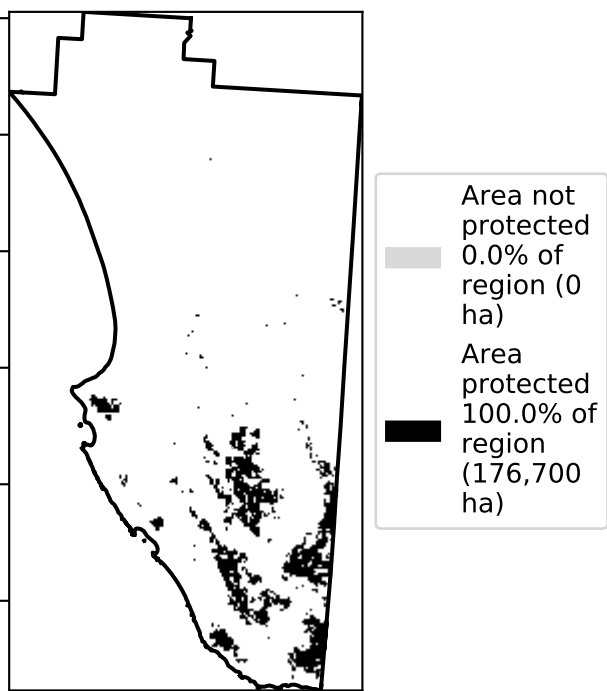 Area not
protected
0.0% of
region (0
ha)
Area
protected
100.0% of
region
(176,700
ha)